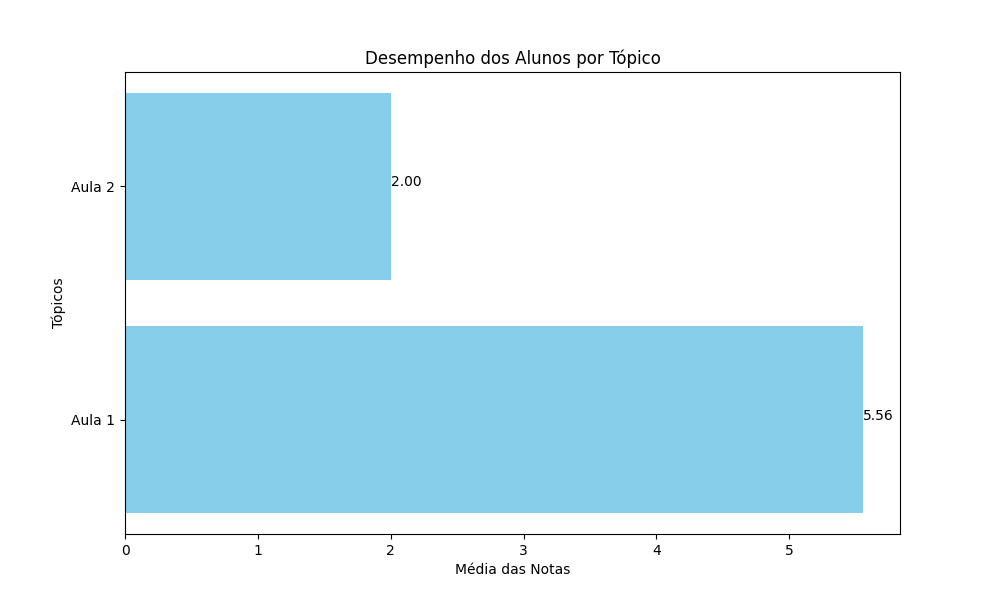 Desempenho dos Alunos por Tópico
Aula 2
2.00
Tópicos
Aula 1
5.56
0 1 2 3 4 5
Média das Notas